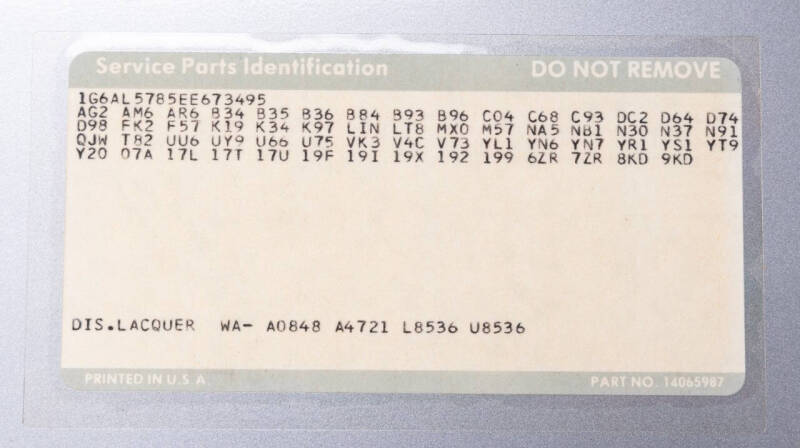 Service Parts Identification DO NOT REMOVE
1G6AL5785EE673495
AG2 AM6 AR6 B34 B35 B36 B84 B93 B96 C04 C68 C93 DC2 D64 D74
D98 FK2 F57 K19 K34 K97 LIN LT8 MX0 M57 NA5 NB1 N30 N37 N91
QJW T82 UU6 UY9 U66 U75 VK3 V4C V73 YL1 YN6 YN7 YR1 YS1 YT9
Y20 07A 17L 17T 17U 19F 19I 19X 192 199 6ZR 7ZR 8KD 9KD
DIS.LACQUER WA- A0848 A4721 L8536 U8536
PRINTED IN U.S.A. PART NO. 14065987